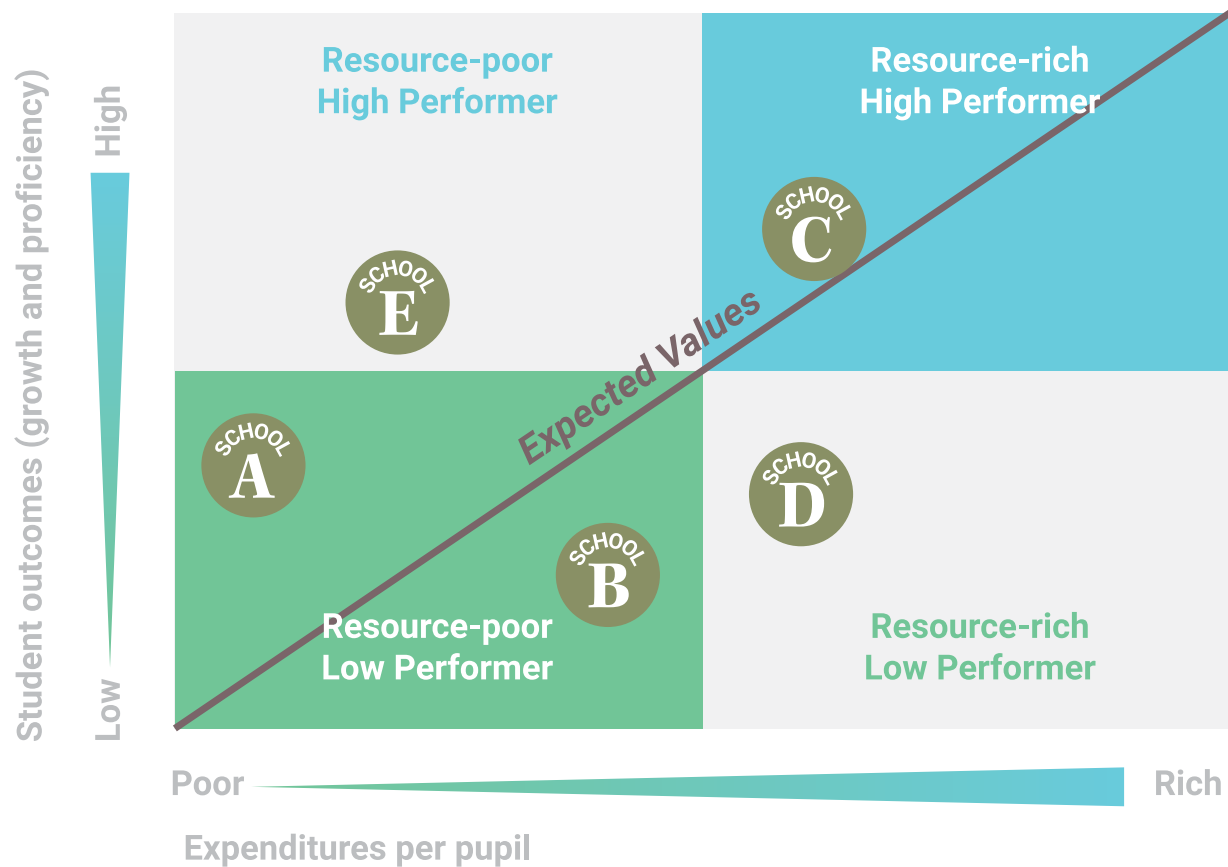 Student outcomes (growth and proficiency)
High
Low
Resource-poor
High Performer
Resource-rich
High Performer
SCHOOL
C
SCHOOL
E
Expected Values
SCHOOL
A
SCHOOL
D
SCHOOL
B
Resource-poor
Low Performer
Resource-rich
Low Performer
Poor
Rich
Expenditures per pupil